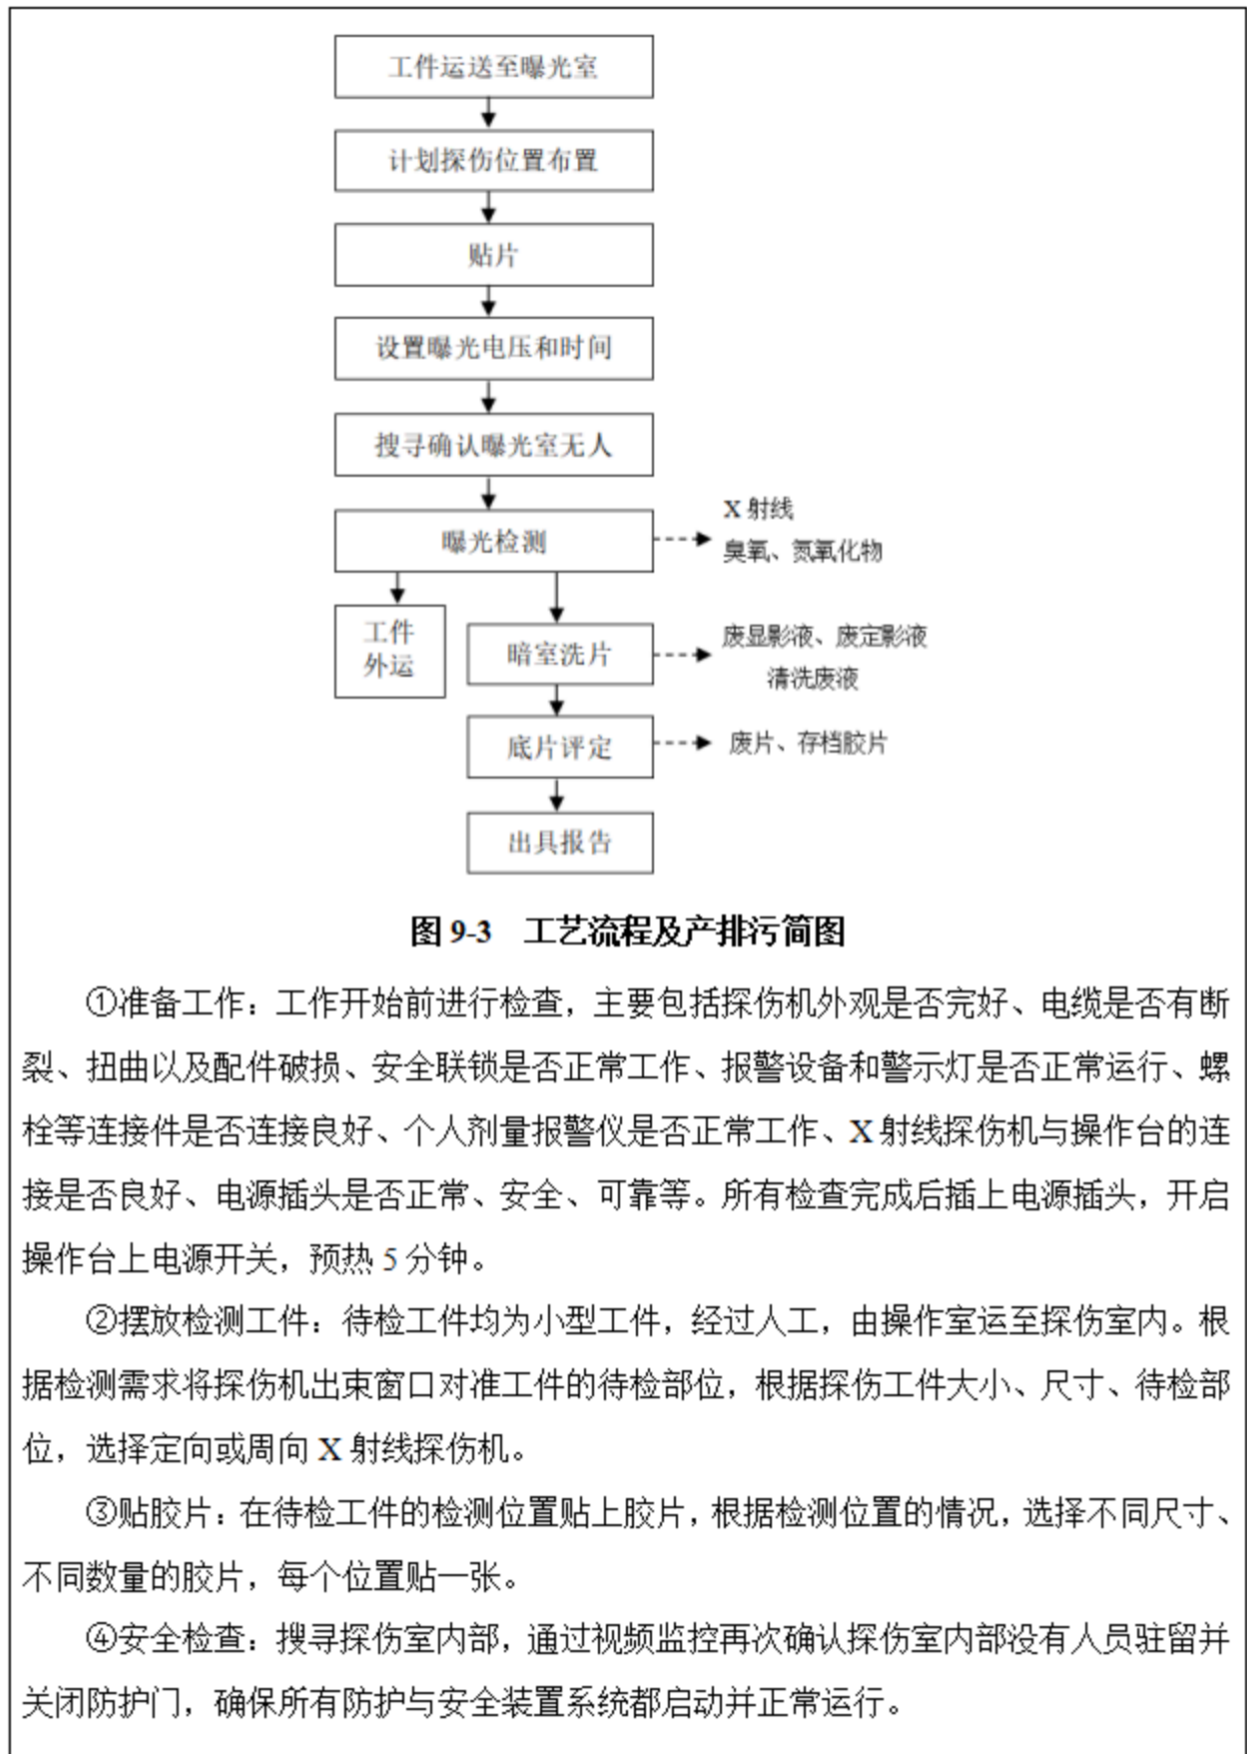 工件运送至曝光室
计划探伤位置布置
贴片
设置曝光电压和时间
搜寻确认曝光室无人
曝光检测
X 射线
臭氧、氮氧化物
工件
外运
暗室洗片
废显影液、废定影液
清洗废液
底片评定
废片、存档胶片
出具报告
图 9-3 工艺流程及产排污简图
①准备工作：工作开始前进行检查，主要包括探伤机外观是否完好、电缆是否有断
裂、扭曲以及配件破损、安全联锁是否正常工作、报警设备和警示灯是否正常运行、螺
栓等连接件是否连接良好、个人剂量报警仪是否正常工作、X 射线探伤机与操作台的连
接是否良好、电源插头是否正常、安全、可靠等。所有检查完成后插上电源插头，开启
操作台上电源开关，预热 5 分钟。
②摆放检测工件：待检工件均为小型工件，经过人工，由操作室运至探伤室内。根
据检测需求将探伤机出束窗口对准工件的待检部位，根据探伤工件大小、尺寸、待检部
位，选择定向或周向 X 射线探伤机。
③贴胶片：在待检工件的检测位置贴上胶片，根据检测位置的情况，选择不同尺寸、
不同数量的胶片，每个位置贴一张。
④安全检查：搜寻探伤室内部，通过视频监控再次确认探伤室内部没有人员驻留并
关闭防护门，确保所有防护与安全装置系统都启动并正常运行。